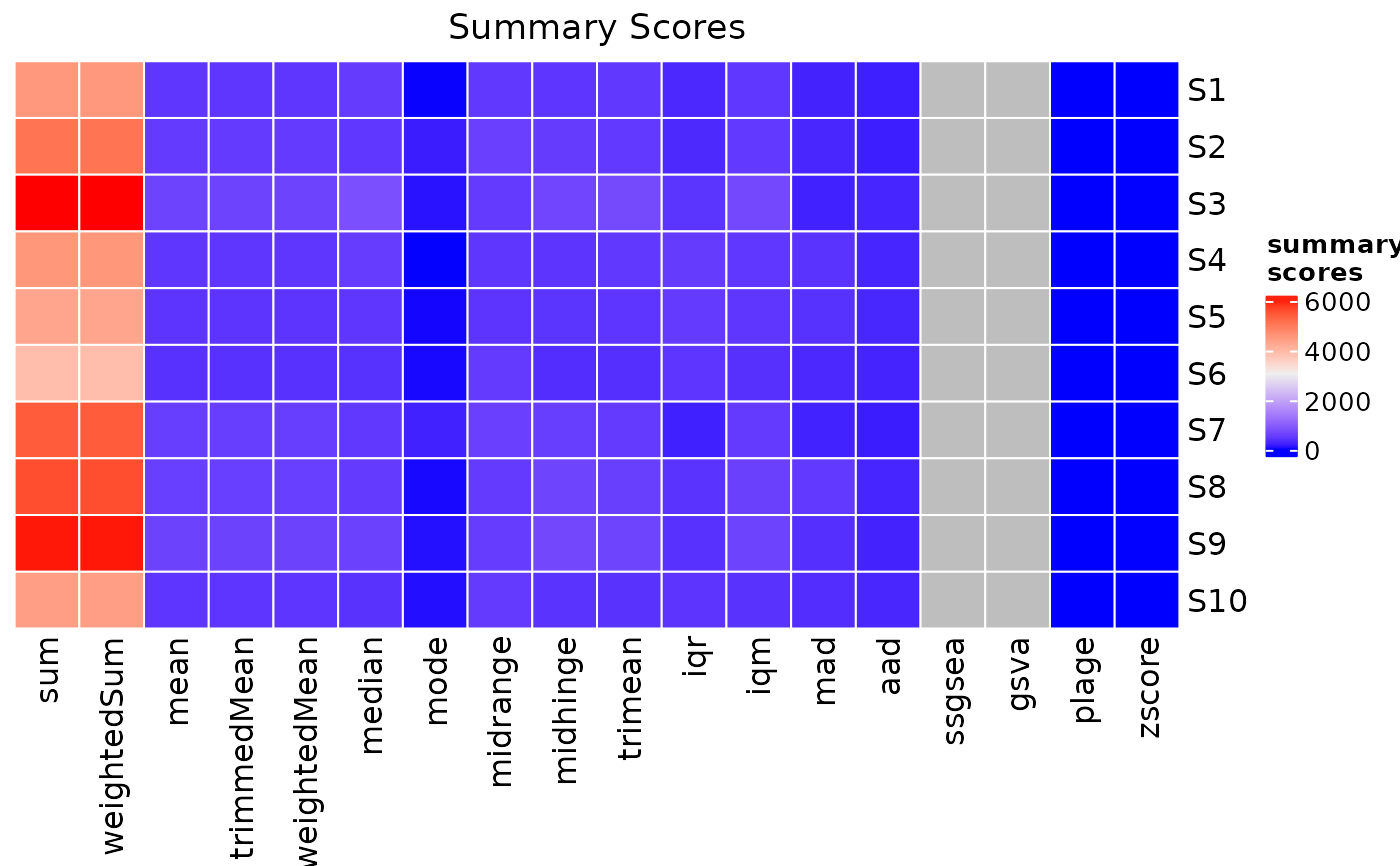 Summary Scores
S1
S2
S3
S4
S5
S6
S7
S8
S9
S10
summary
scores
6000
4000
2000
0
sum
weightedSum
mean
trimmedMean
weightedMean
median
mode
midrange
midhinge
trimean
iqr
iqm
mad
aad
ssgsea
gsva
plage
zscore